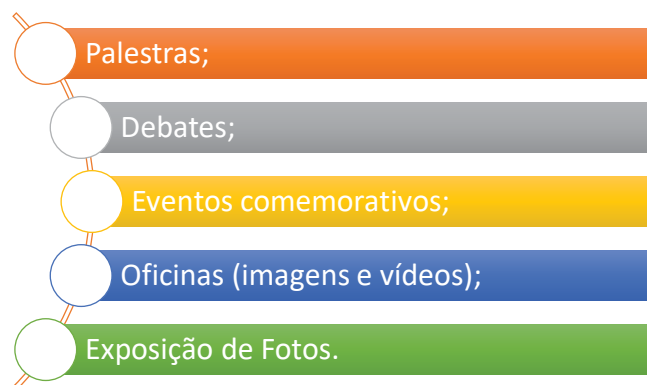 Palestras;
Debates;
Eventos comemorativos;
Oficinas (imagens e vídeos);
Exposição de Fotos.